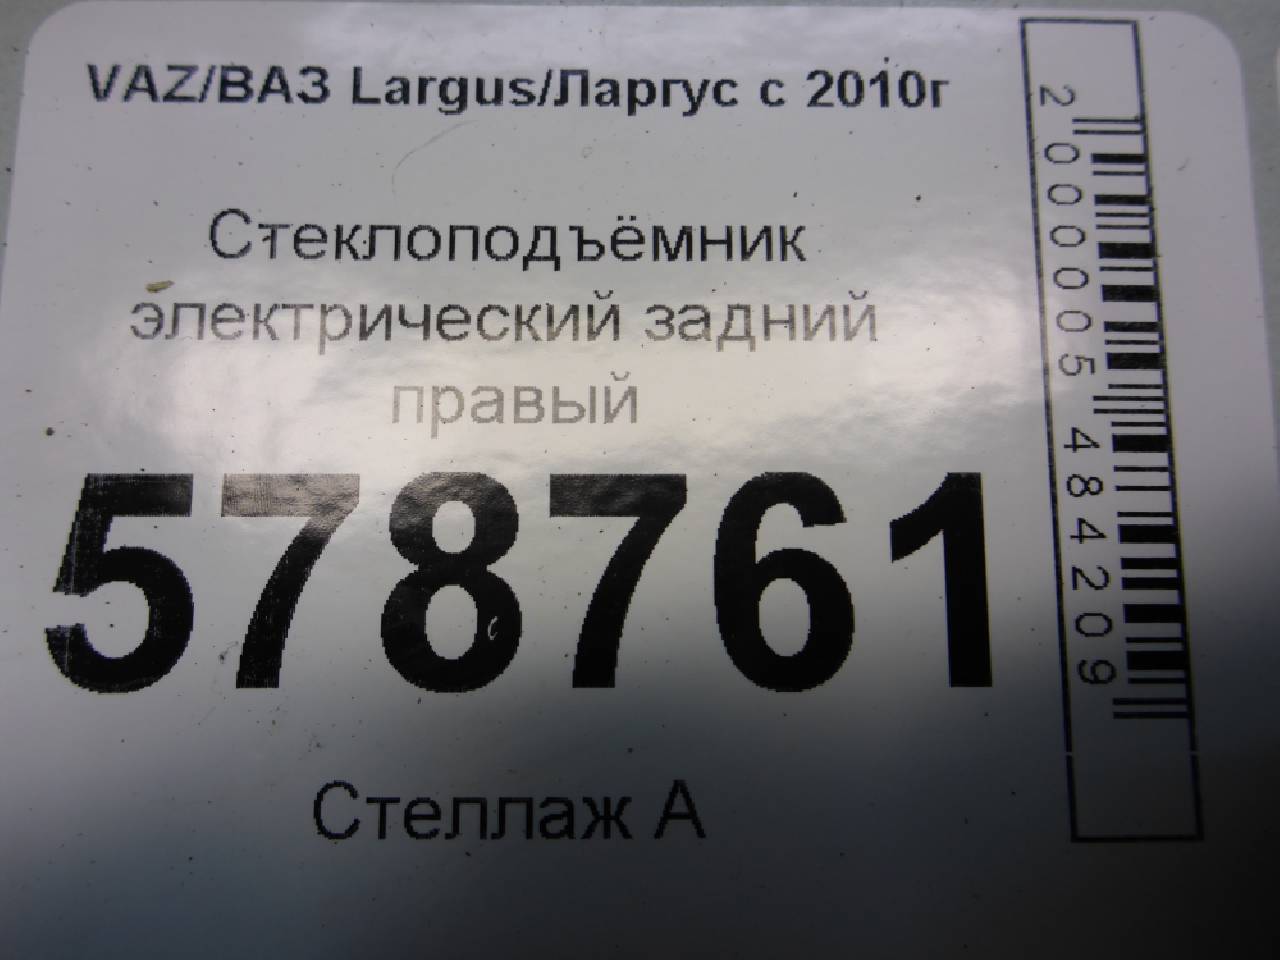 VAZ/ВАЗ Largus/Ларгус с 2010г
Стеклоподъёмник
электрический задний
правый
578761
Стеллаж А
2000005484209